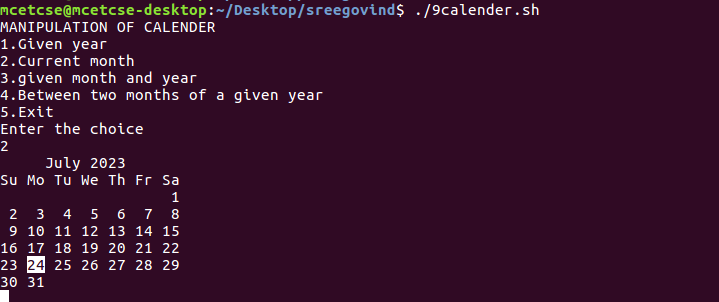 mcetcse@mcetcse-desktop:~/Desktop/sreegovind$ ./9calender.sh
MANIPULATION OF CALENDER
1.Given year
2.Current month
3.given month and year
4.Between two months of a given year
5.Exit
Enter the choice
2
     July 2023
Su Mo Tu We Th Fr Sa
                   1
 2  3  4  5  6  7  8
 9 10 11 12 13 14 15
16 17 18 19 20 21 22
23 24 25 26 27 28 29
30 31